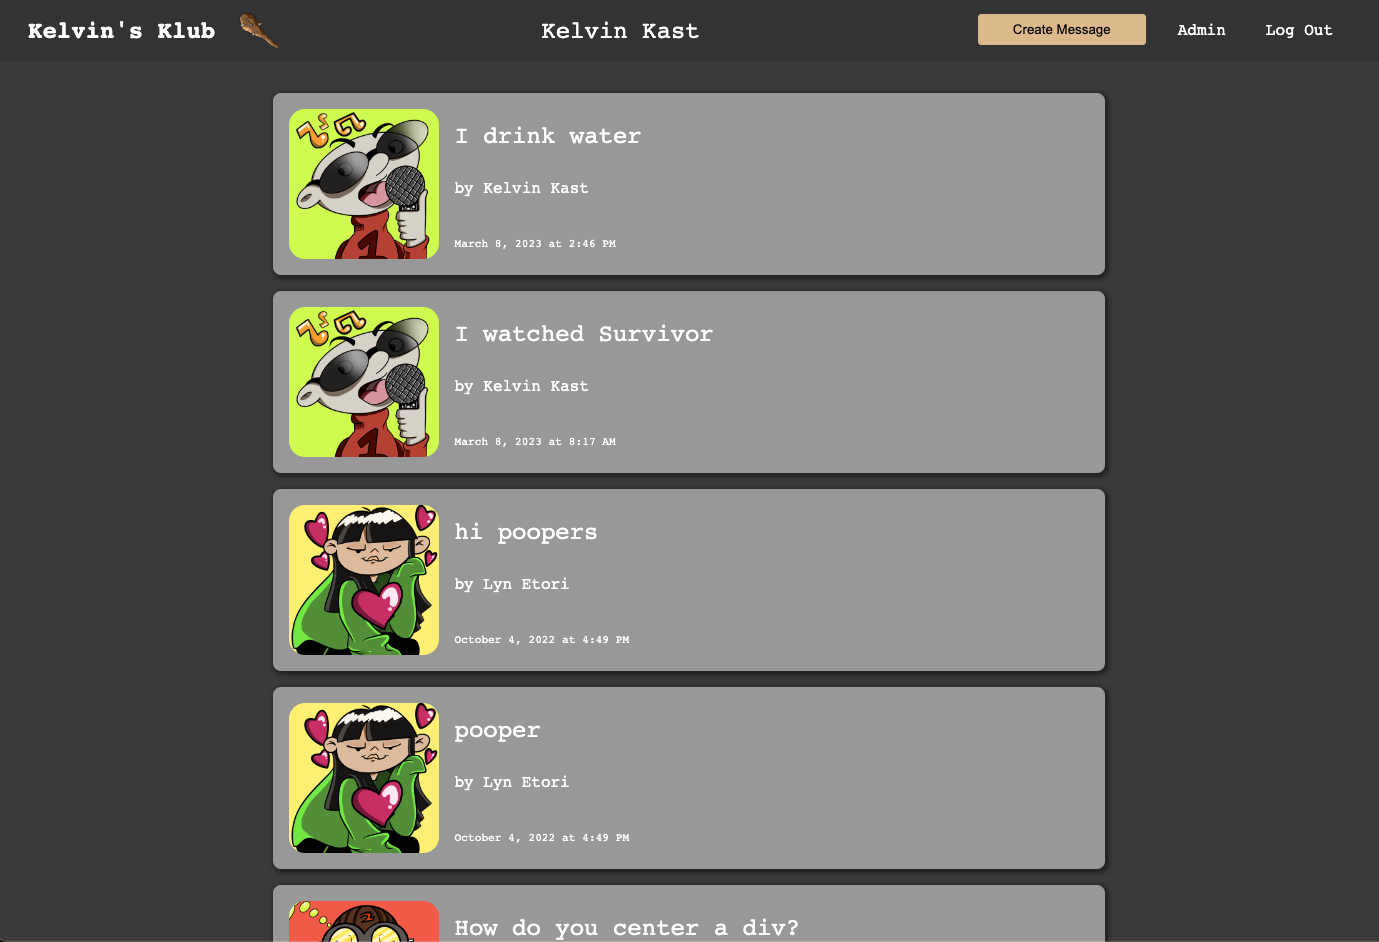 Kelvin's Klub
Kelvin Kast
Create Message
Admin
Log Out
I drink water
by Kelvin Kast
March 8, 2023 at 2:46 PM
1
I watched Survivor
by Kelvin Kast
March 8, 2023 at 8:17 AM
1
hi poopers
by Lyn Etori
October 4, 2022 at 4:49 PM
pooper
by Lyn Etori
October 4, 2022 at 4:49 PM
2
How do you center a div?